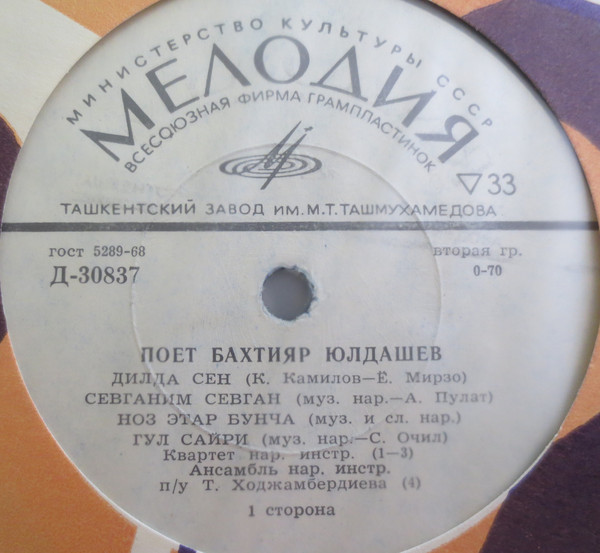 МИНИСТЕРСТВО КУЛЬТУРЫ СССР
МЕЛОДИЯ
ВСЕСОЮЗНАЯ ФИРМА ГРАМПЛАСТИНОК
▽33
ТАШКЕНТСКИЙ ЗАВОД ИМ. М.Т. ТАШМУХАМЕДОВА
гост 5289-68
вторая гр.
Д-30837
0-70
ПОЕТ БАХТИЯР ЮЛДАШЕВ
ДИЛДА СЕН (К. Камилов—Ё. Мирзо)
СЕВГАНИМ СЕВГАН (муз. нар.—А. Пулат)
НОЗ ЭТАР БУНЧА (муз. и сл. нар.)
ГУЛ САЙРИ (муз. нар.—С. Очил)
Квартет нар. инстр. (1—3)
Ансамбль нар. инстр.
п/у Т. Ходжамбердиева (4)
1 сторона